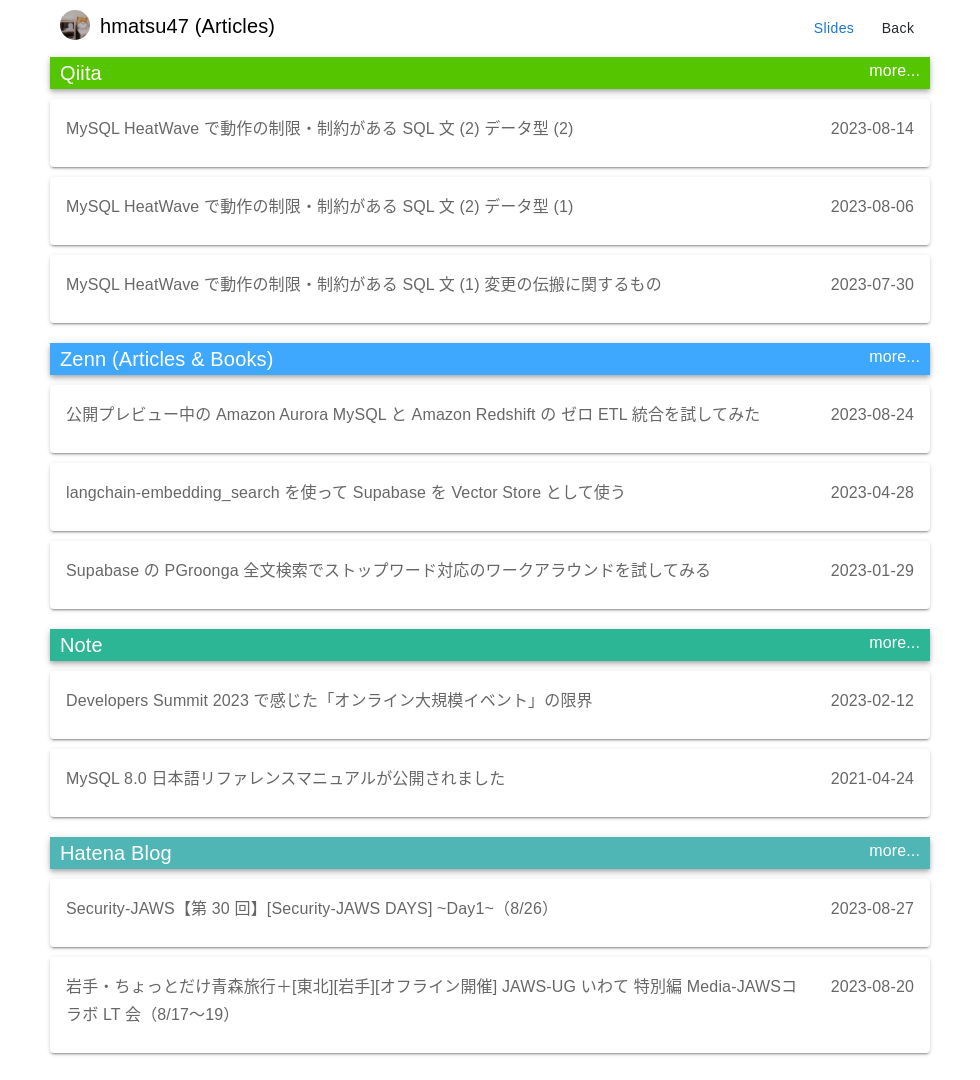 hmatsu47 (Articles)
Slides
Back
Qiita
more...
MySQL HeatWave で動作の制限・制約がある SQL 文 (2) データ型 (2)
2023-08-14
MySQL HeatWave で動作の制限・制約がある SQL 文 (2) データ型 (1)
2023-08-06
MySQL HeatWave で動作の制限・制約がある SQL 文 (1) 変更の伝搬に関するもの
2023-07-30
Zenn (Articles & Books)
more...
公開プレビュー中の Amazon Aurora MySQL と Amazon Redshift の ゼロ ETL 統合を試してみた
2023-08-24
langchain-embedding_search を使って Supabase を Vector Store として使う
2023-04-28
Supabase の PGroonga 全文検索でストップワード対応のワークアラウンドを試してみる
2023-01-29
Note
more...
Developers Summit 2023 で感じた「オンライン大規模イベント」の限界
2023-02-12
MySQL 8.0 日本語リファレンスマニュアルが公開されました
2021-04-24
Hatena Blog
more...
Security-JAWS【第 30 回】[Security-JAWS DAYS] ~Day1~（8/26）
2023-08-27
岩手・ちょっとだけ青森旅行＋[東北][岩手][オフライン開催] JAWS-UG いわて 特別編 Media-JAWSコ
2023-08-20
ラボ LT 会（8/17〜19）